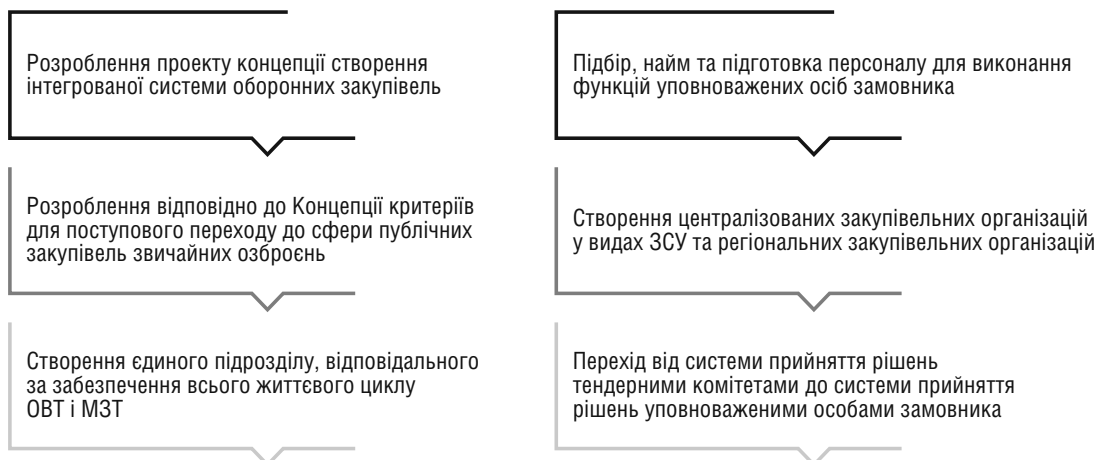 Розроблення проекту концепції створення
інтегрованої системи оборонних закупівель
Розроблення відповідно до Концепції критеріїв
для поступового переходу до сфери публічних
закупівель звичайних озброєнь
Створення єдиного підрозділу, відповідального
за забезпечення всього життєвого циклу
ОВТ і МЗТ
Підбір, найм та підготовка персоналу для виконання
функцій уповноважених осіб замовника
Створення централізованих закупівельних організацій
у видах ЗСУ та регіональних закупівельних організацій
Перехід від системи прийняття рішень
тендерними комітетами до системи прийняття
рішень уповноваженими особами замовника